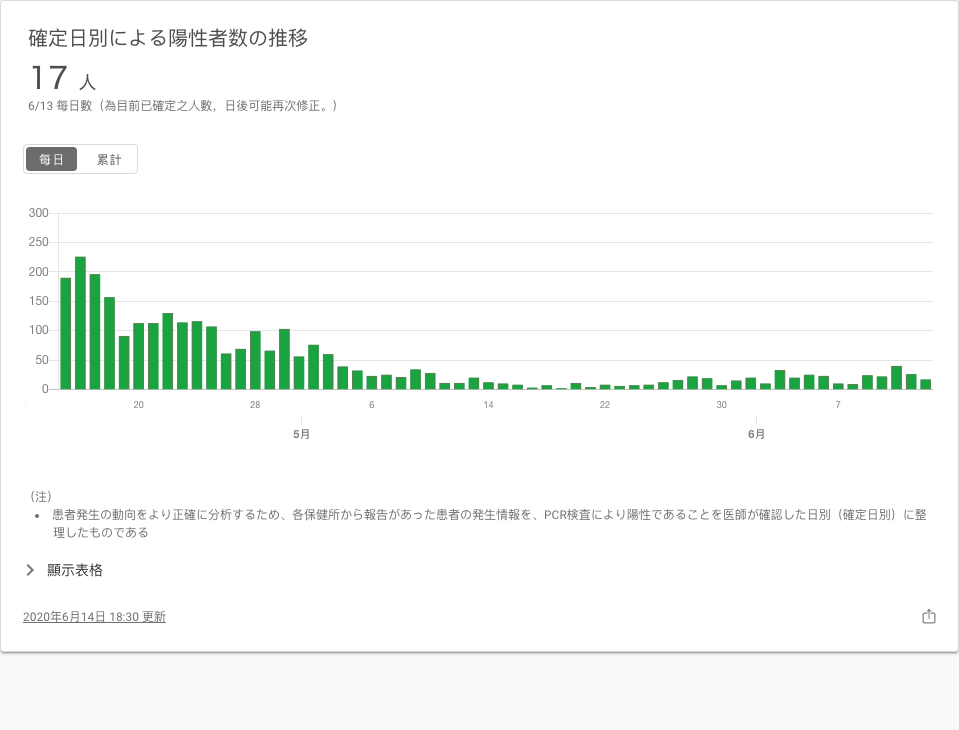 確定日別による陽性者数の推移
17 人
6/13 每日數（為目前已確定之人數，日後可能再次修正。）
每日 累計
300
250
200
150
100
50
0
20 28 6 14 22 30 7
5月 6月
（注）
• 患者発生の動向をより正確に分析するため、各保健所から報告があった患者の発生情報を、PCR検査により陽性であることを医師が確認した日別（確定日別）に整
理したものである
顯示表格
2020年6月14日 18:30 更新